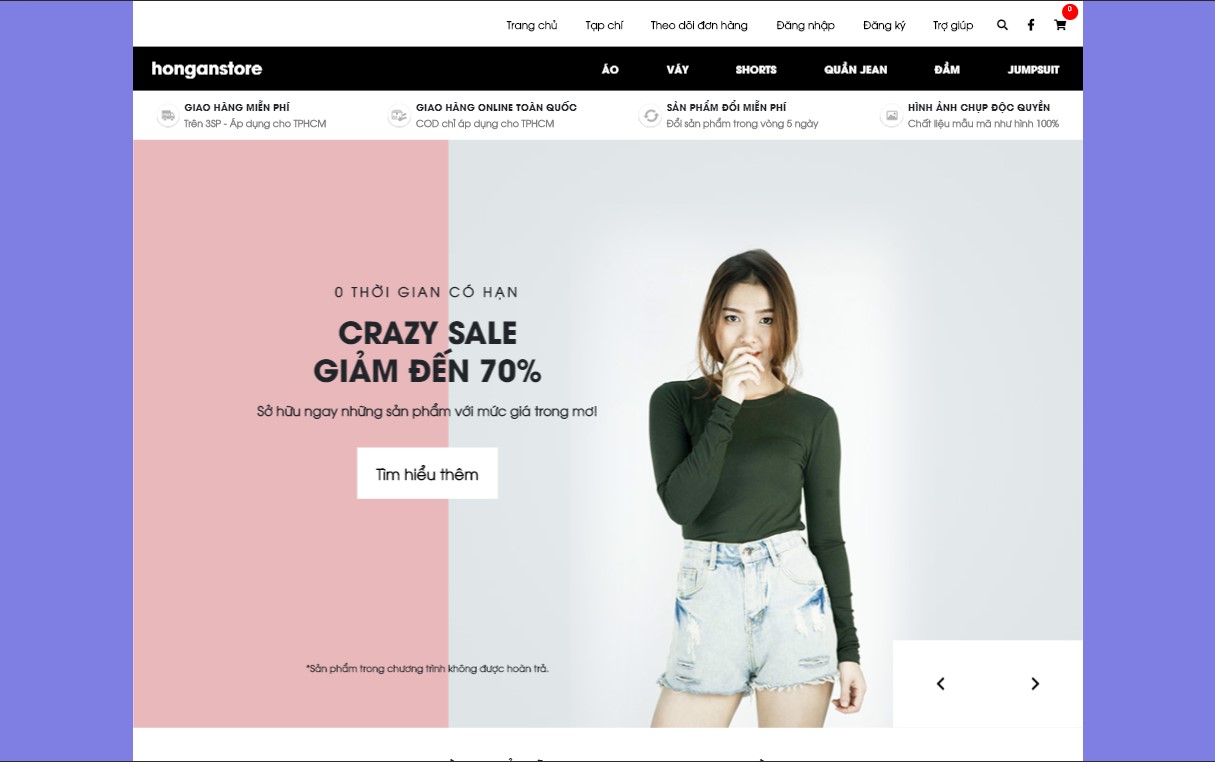 Trang chủ Tạp chí Theo dõi đơn hàng Đăng nhập Đăng ký Trợ giúp 0
honganstore ÁO VÁY SHORTS QUẦN JEAN ĐẦM JUMPSUIT
GIAO HÀNG MIỄN PHÍ
Trên 3SP - Áp dụng cho TPHCM
GIAO HÀNG ONLINE TOÀN QUỐC
COD chỉ áp dụng cho TPHCM
SẢN PHẨM ĐỔI MIỄN PHÍ
Đổi sản phẩm trong vòng 5 ngày
HÌNH ẢNH CHỤP ĐỘC QUYỀN
Chất liệu mẫu mã như hình 100%
0 THỜI GIAN CÓ HẠN
CRAZY SALE
GIẢM ĐẾN 70%
Sở hữu ngay những sản phẩm với mức giá trong mơ!
Tìm hiểu thêm
*Sản phẩm trong chương trình không được hoàn trả.